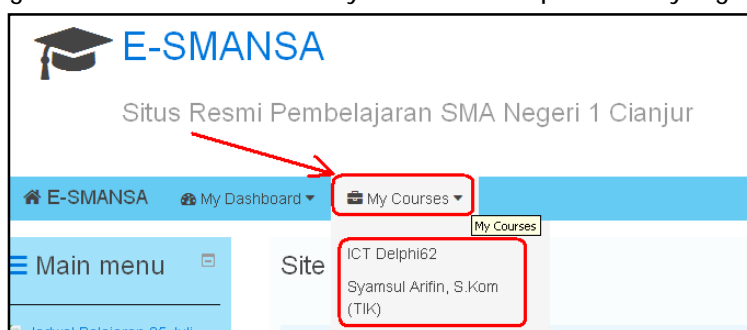 E-SMANSA
Situs Resmi Pembelajaran SMA Negeri 1 Cianjur
E-SMANSA My Dashboard My Courses
My Courses
Main menu
Site
ICT Delphi62
Syamsul Arifin, S.Kom
(TIK)